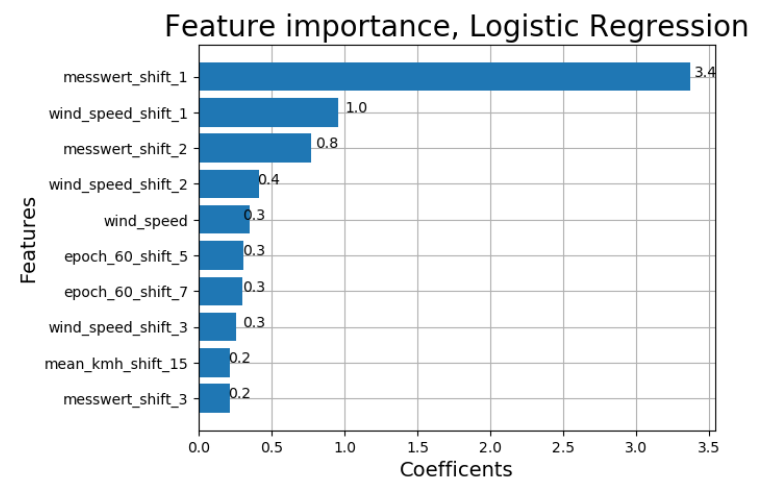 Feature importance, Logistic Regression
messwert_shift_1
3.4
wind_speed_shift_1
1.0
messwert_shift_2
0.8
wind_speed_shift_2
0.4
wind_speed
0.3
epoch_60_shift_5
0.3
epoch_60_shift_7
0.3
wind_speed_shift_3
0.3
mean_kmh_shift_15
0.2
messwert_shift_3
0.2
Features
0.0 0.5 1.0 1.5 2.0 2.5 3.0 3.5
Coefficents